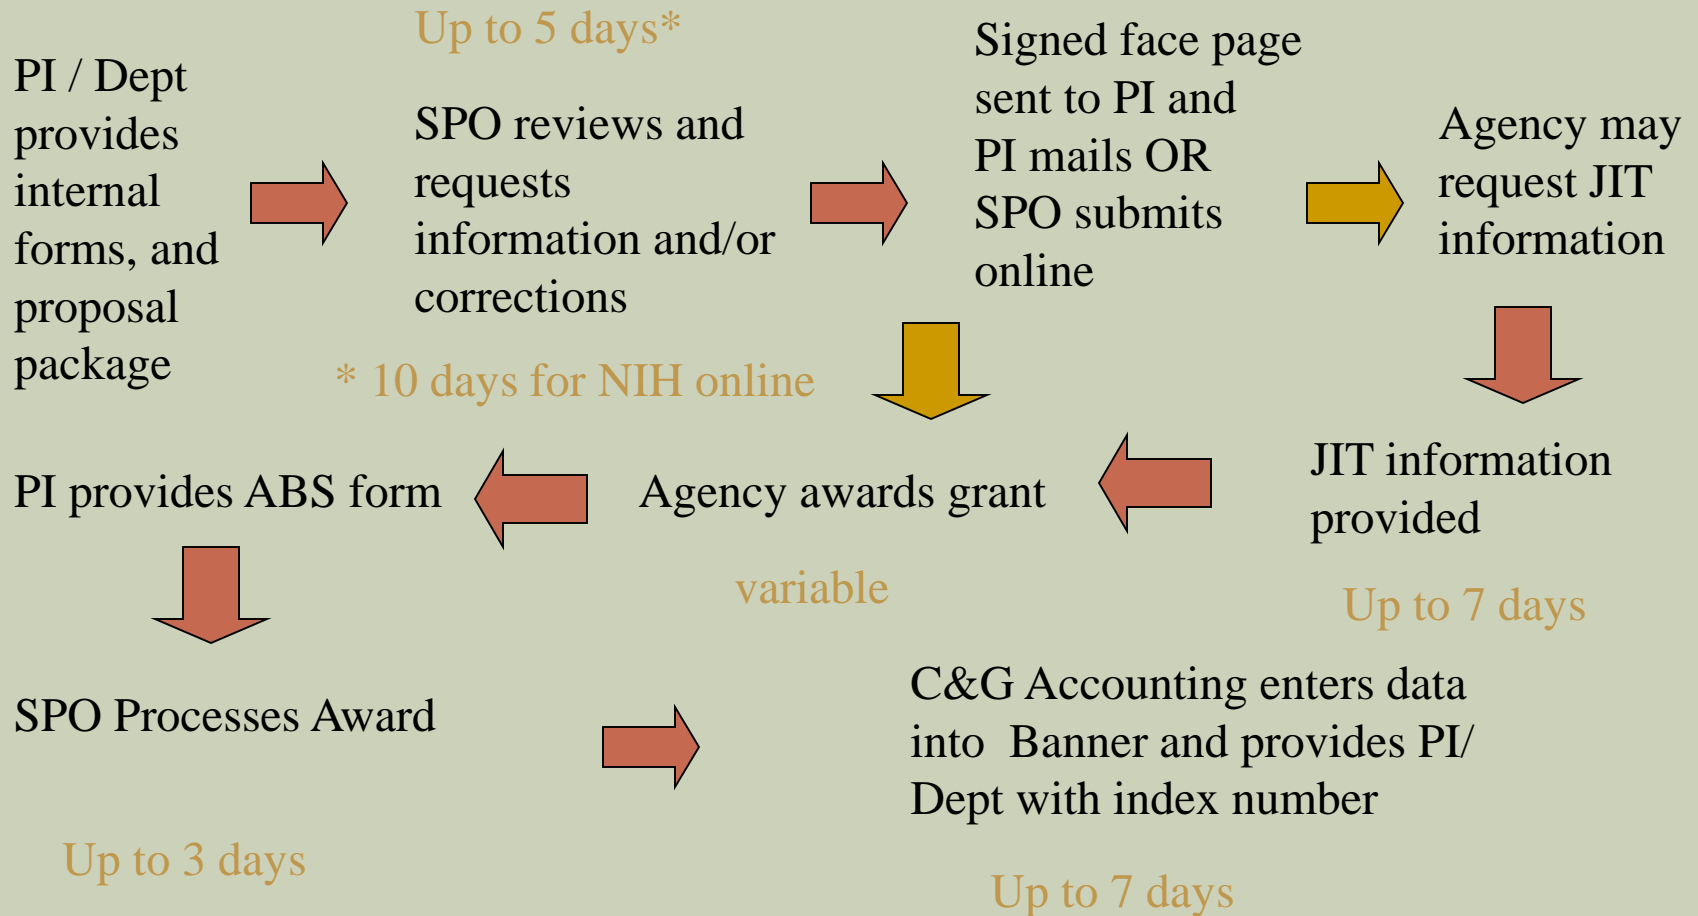 PI / Dept
provides
internal
forms, and
proposal
package
Up to 5 days*
SPO reviews and
requests
information and/or
corrections
* 10 days for NIH online
Signed face page
sent to PI and
PI mails OR
SPO submits
online
Agency may
request JIT
information
JIT information
provided
Up to 7 days
Agency awards grant
variable
PI provides ABS form
SPO Processes Award
Up to 3 days
C&G Accounting enters data
into Banner and provides PI/
Dept with index number
Up to 7 days